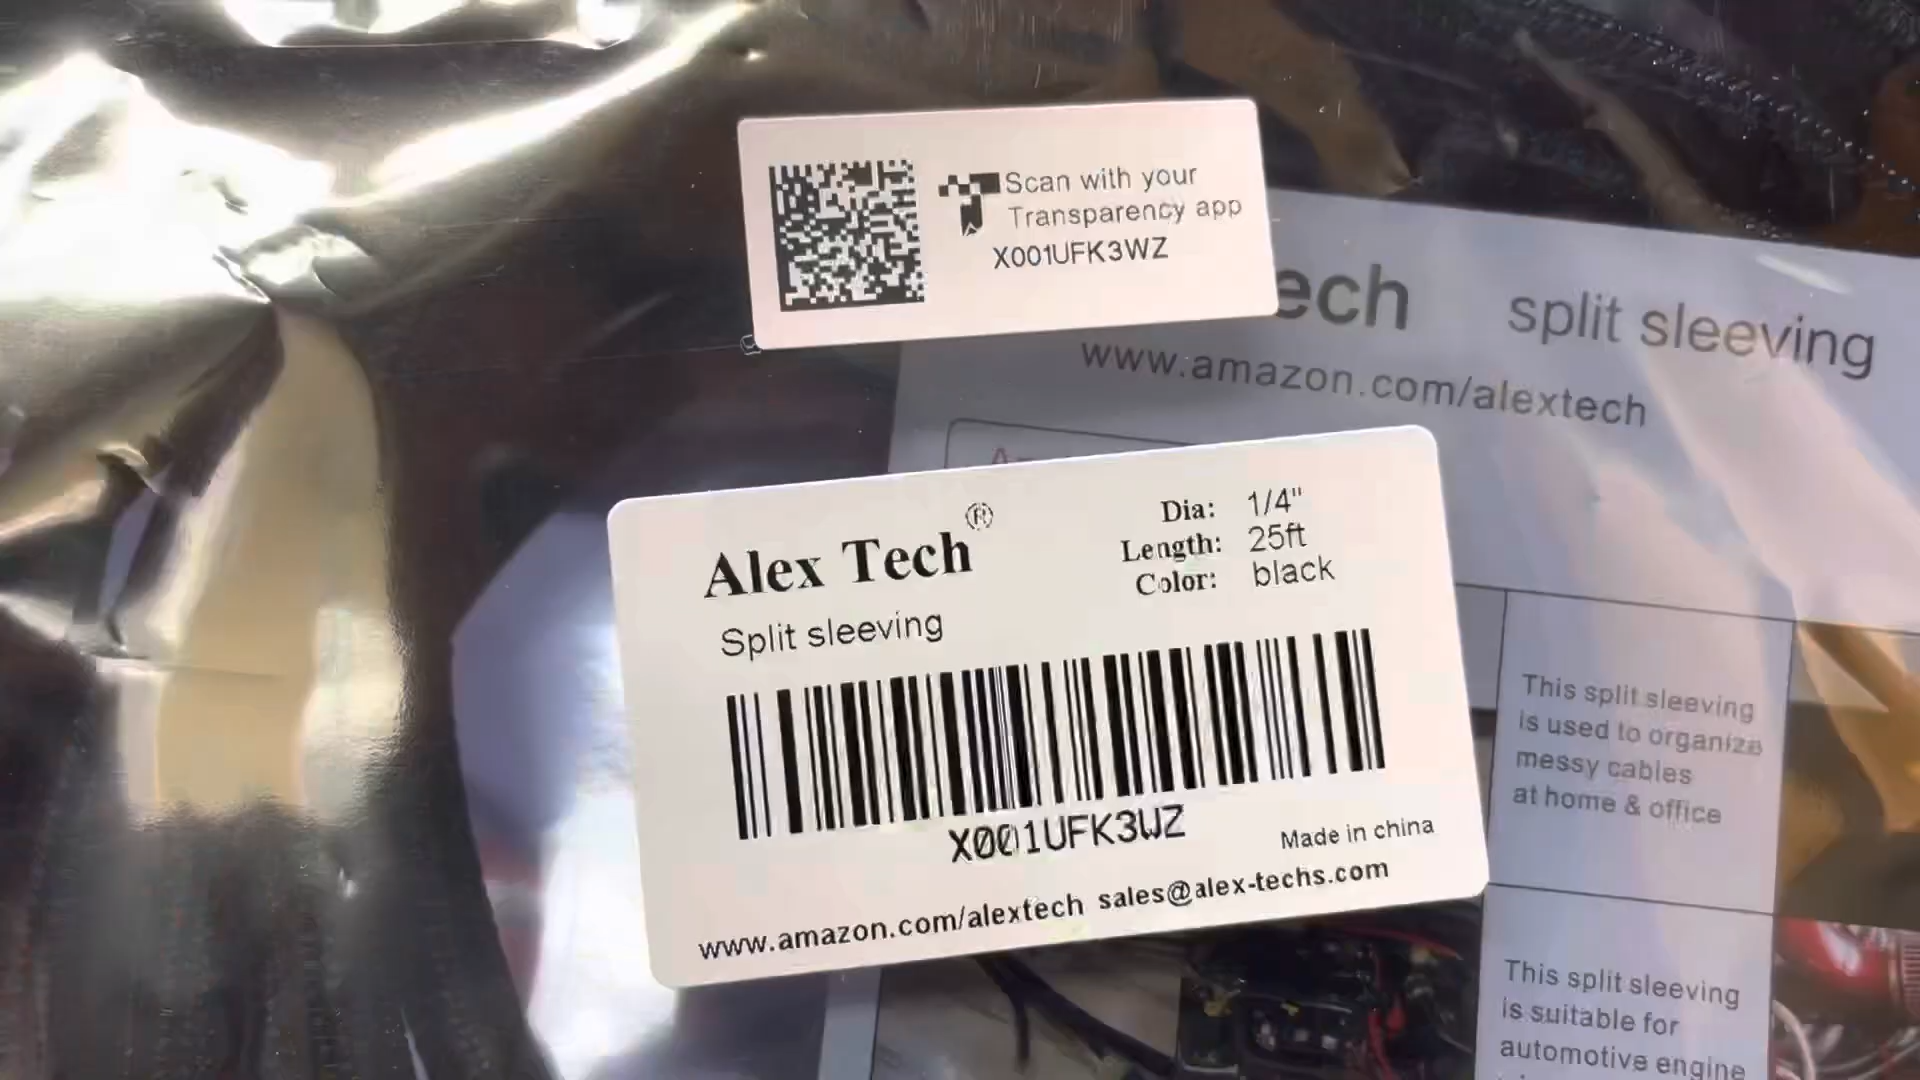 Scan with your
Transparency app
X001UFK3WZ
ech split sleeving
www.amazon.com/alextech
Alex Tech®
Split sleeving
Dia: 1/4"
Length: 25ft
Color: black
X001UFK3WZ
Made in china
www.amazon.com/alextech sales@alex-techs.com
This split sleeving
is used to organize
messy cables
at home & office
This split sleeving
is suitable for
automotive engine